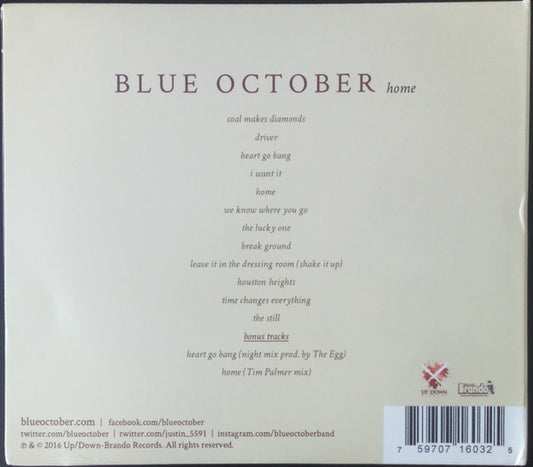 BLUE OCTOBER home
coal makes diamonds
driver
heart go bang
i want it
home
we know where you go
the lucky one
break ground
leave it in the dressing room (shake it up)
houston heights
time changes everything
the still
bonus tracks
heart go bang (night mix prod. by The Egg)
home (Tim Palmer mix)
UP DOWN
Brando
blueoctober.com | facebook.com/blueoctober
twitter.com/blueoctober | twitter.com/justin_5591 | instagram.com/blueoctoberband
℗ & © 2016 Up/Down-Brando Records. All rights reserved.
7 59707 16032 5